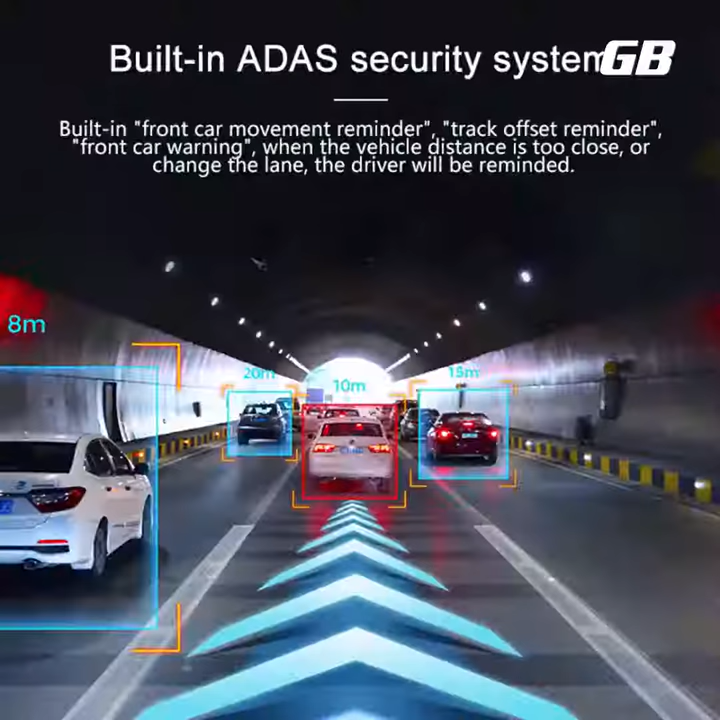 Built-in ADAS security system
GB
Built-in "front car movement reminder", "track offset reminder",
"front car warning", when the vehicle distance is too close, or
change the lane, the driver will be reminded.
8m
20m
10m
15m